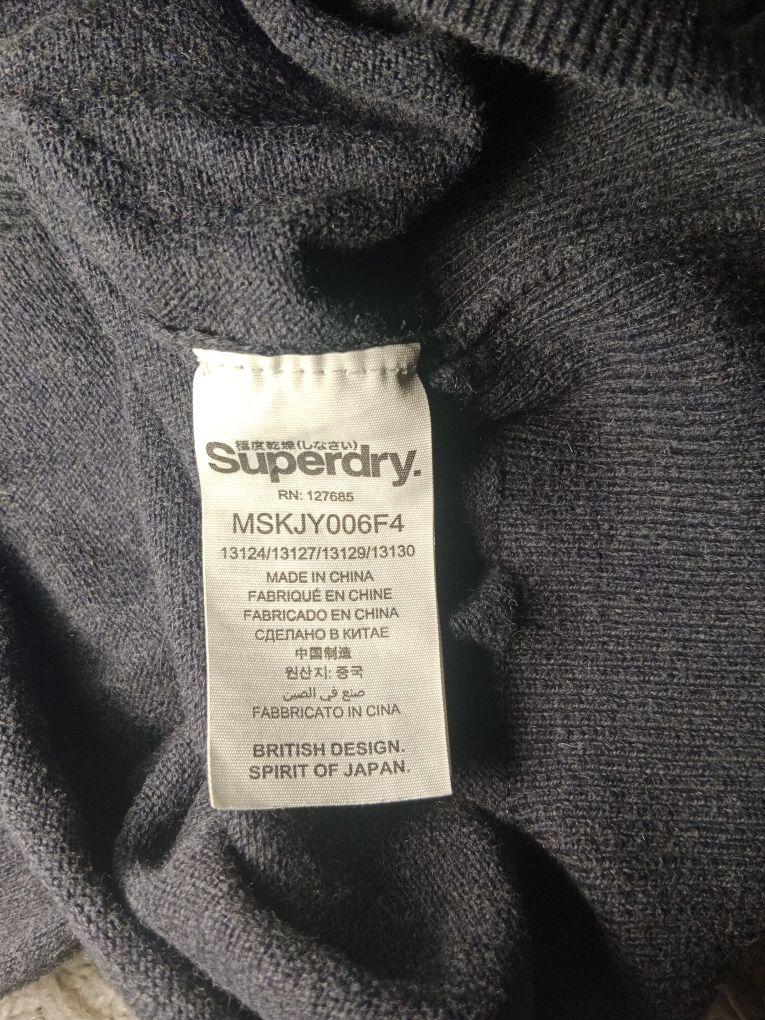 極度乾燥(しなさい)
Superdry.
RN: 127685
MSKJY006F4
13124/13127/13129/13130
MADE IN CHINA
FABRIQUÉ EN CHINE
FABRICADO EN CHINA
СДЕЛАНО В КИТАЕ
中国制造
원산지: 중국
صنع في الصين
FABBRICATO IN CINA
BRITISH DESIGN.
SPIRIT OF JAPAN.